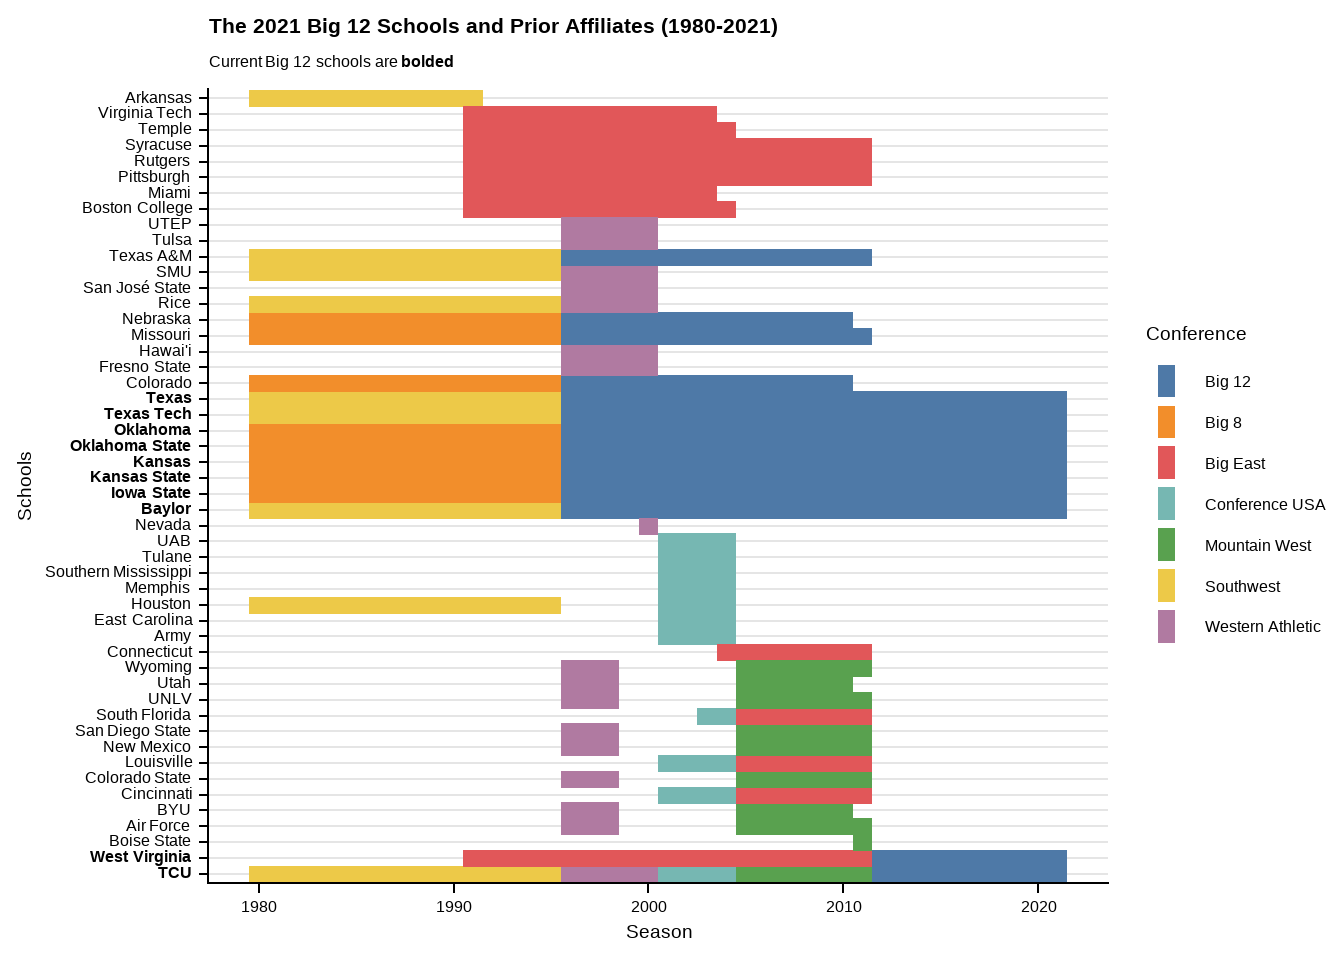 The 2021 Big 12 Schools and Prior Affiliates (1980-2021)
Current Big 12 schools are bolded
Arkansas
Virginia Tech
Temple
Syracuse
Rutgers
Pittsburgh
Miami
Boston College
UTEP
Tulsa
Texas A&M
SMU
San José State
Rice
Nebraska
Missouri
Hawai'i
Fresno State
Colorado
Texas
Texas Tech
Oklahoma
Oklahoma State
Kansas
Kansas State
Iowa State
Baylor
Nevada
UAB
Tulane
Southern Mississippi
Memphis
Houston
East Carolina
Army
Connecticut
Wyoming
Utah
UNLV
South Florida
San Diego State
New Mexico
Louisville
Colorado State
Cincinnati
BYU
Air Force
Boise State
West Virginia
TCU
Schools
1980 1990 2000 2010 2020
Season
Conference
Big 12
Big 8
Big East
Conference USA
Mountain West
Southwest
Western Athletic